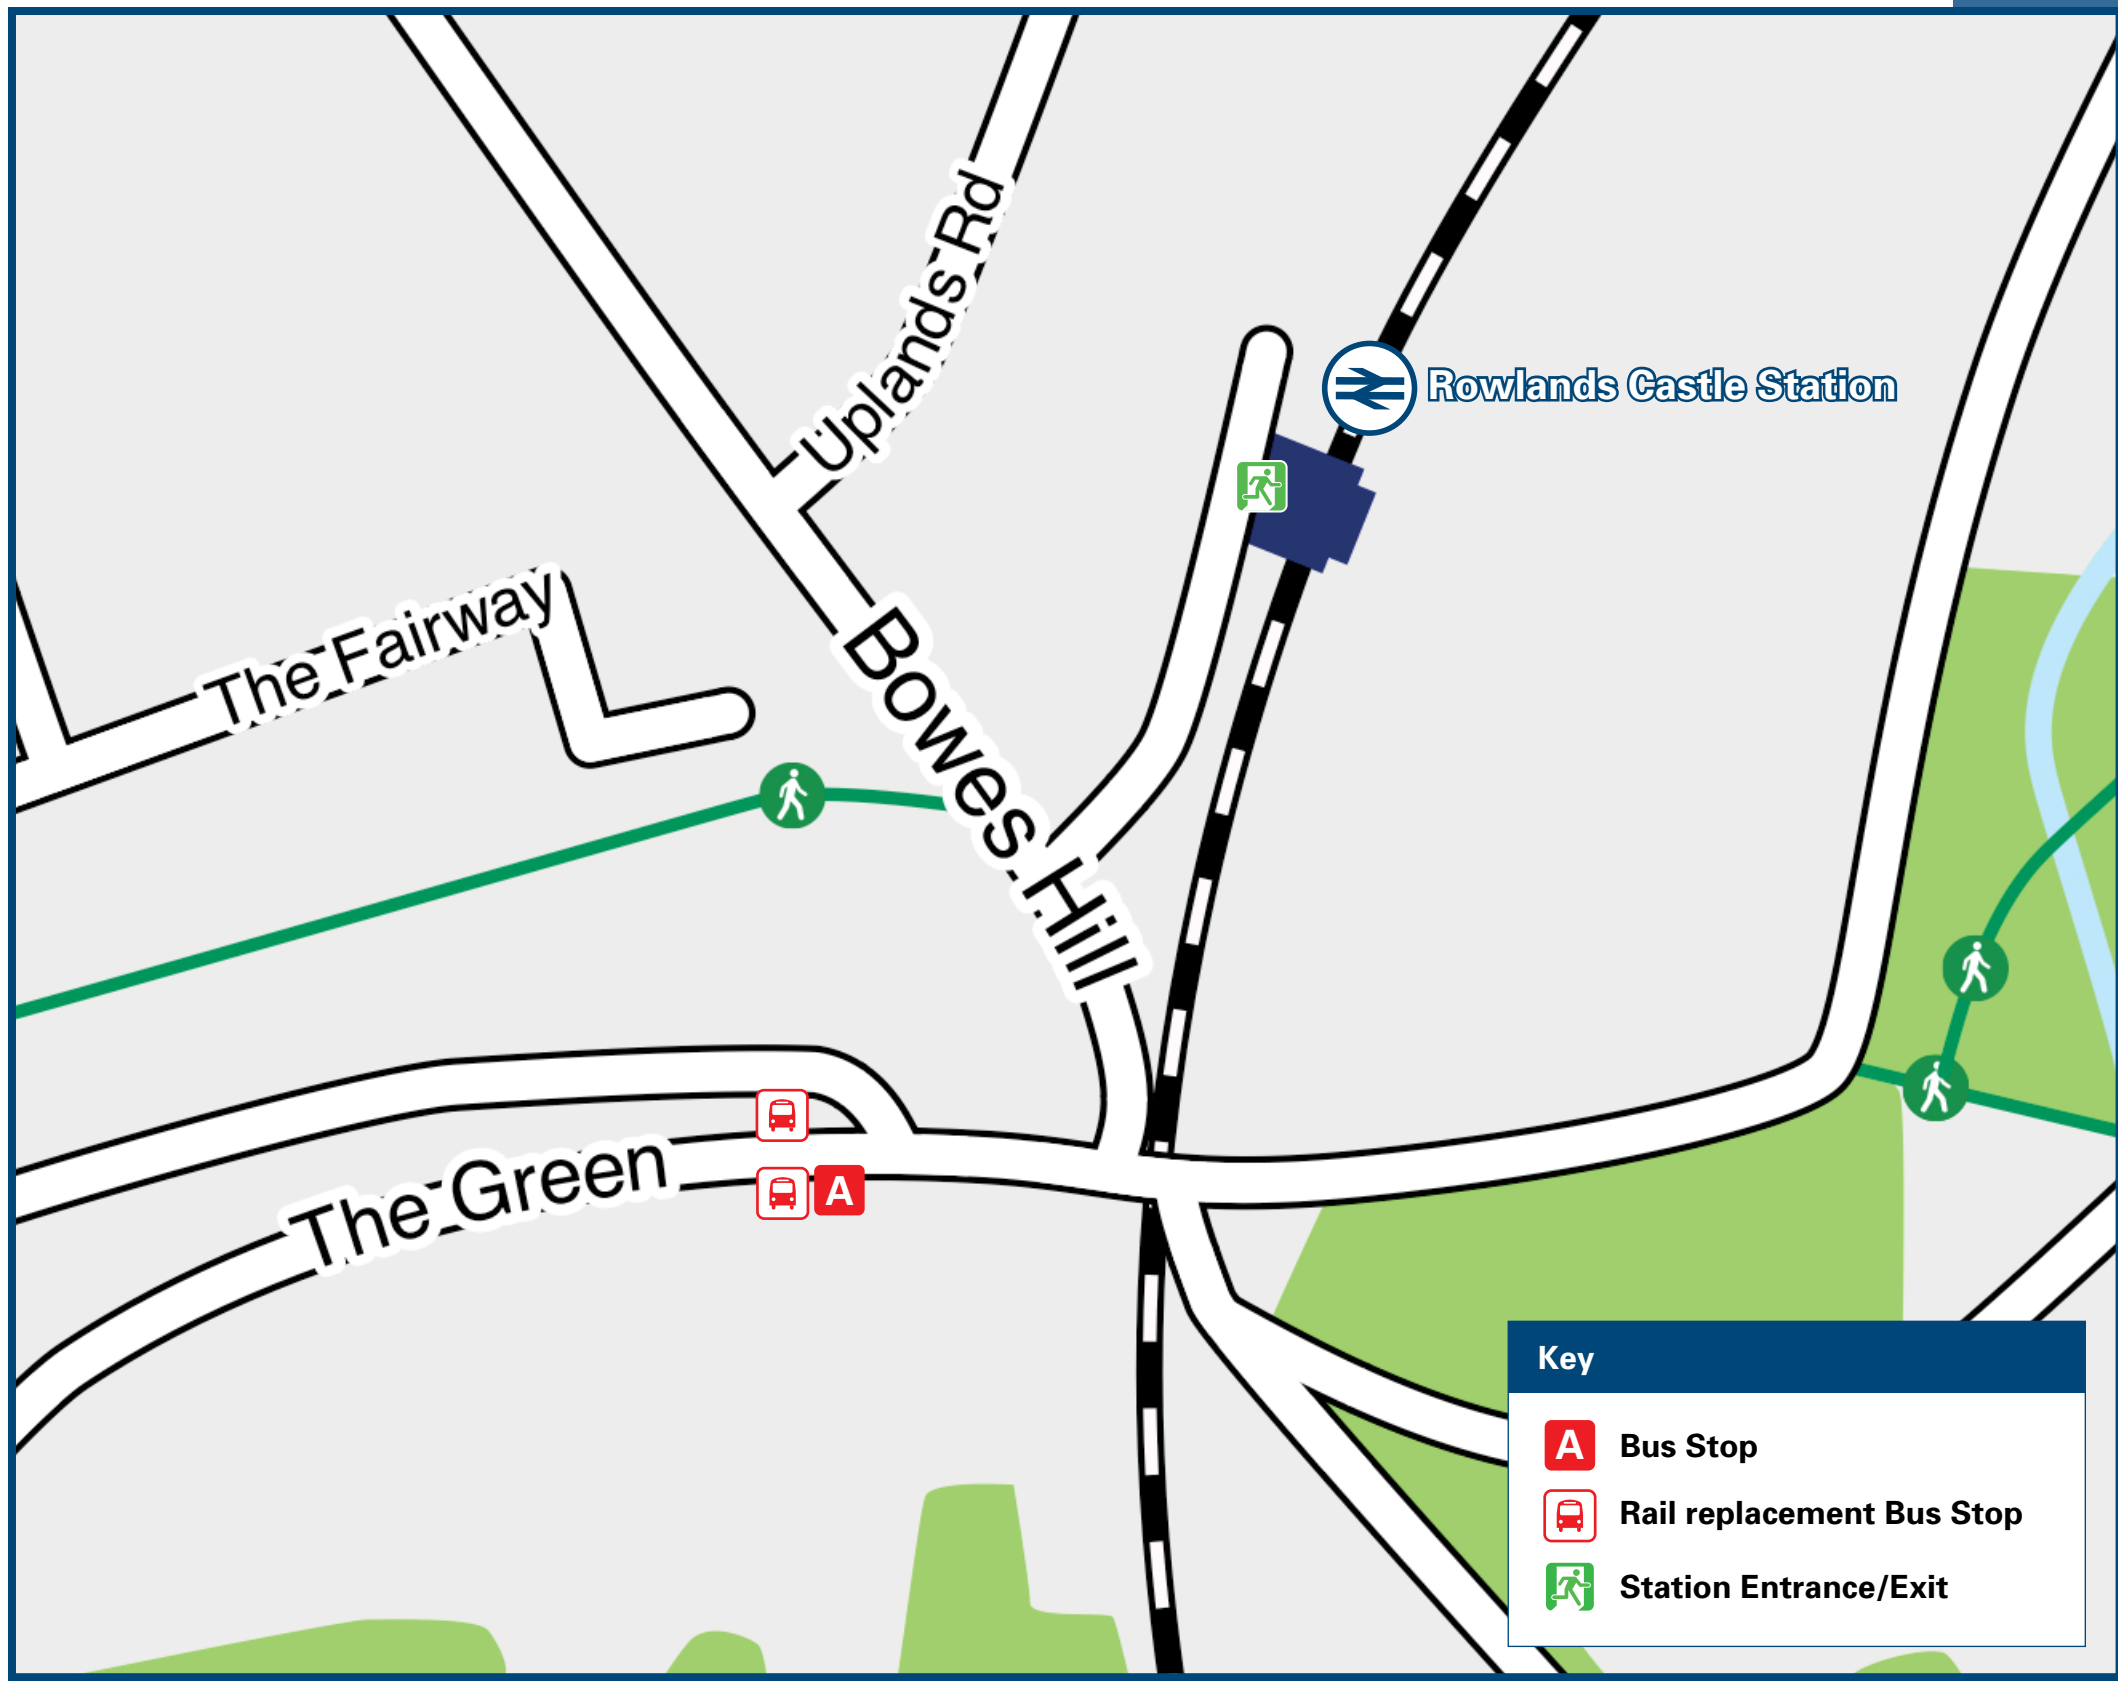 Uplands Rd
Rowlands Castle Station
The Fairway
Bowes Hill
The Green
A
Key
A Bus Stop
Rail replacement Bus Stop
Station Entrance/Exit